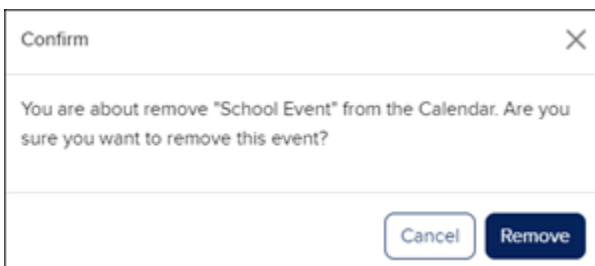 Confirm
You are about remove "School Event" from the Calendar. Are you
sure you want to remove this event?
Cancel Remove